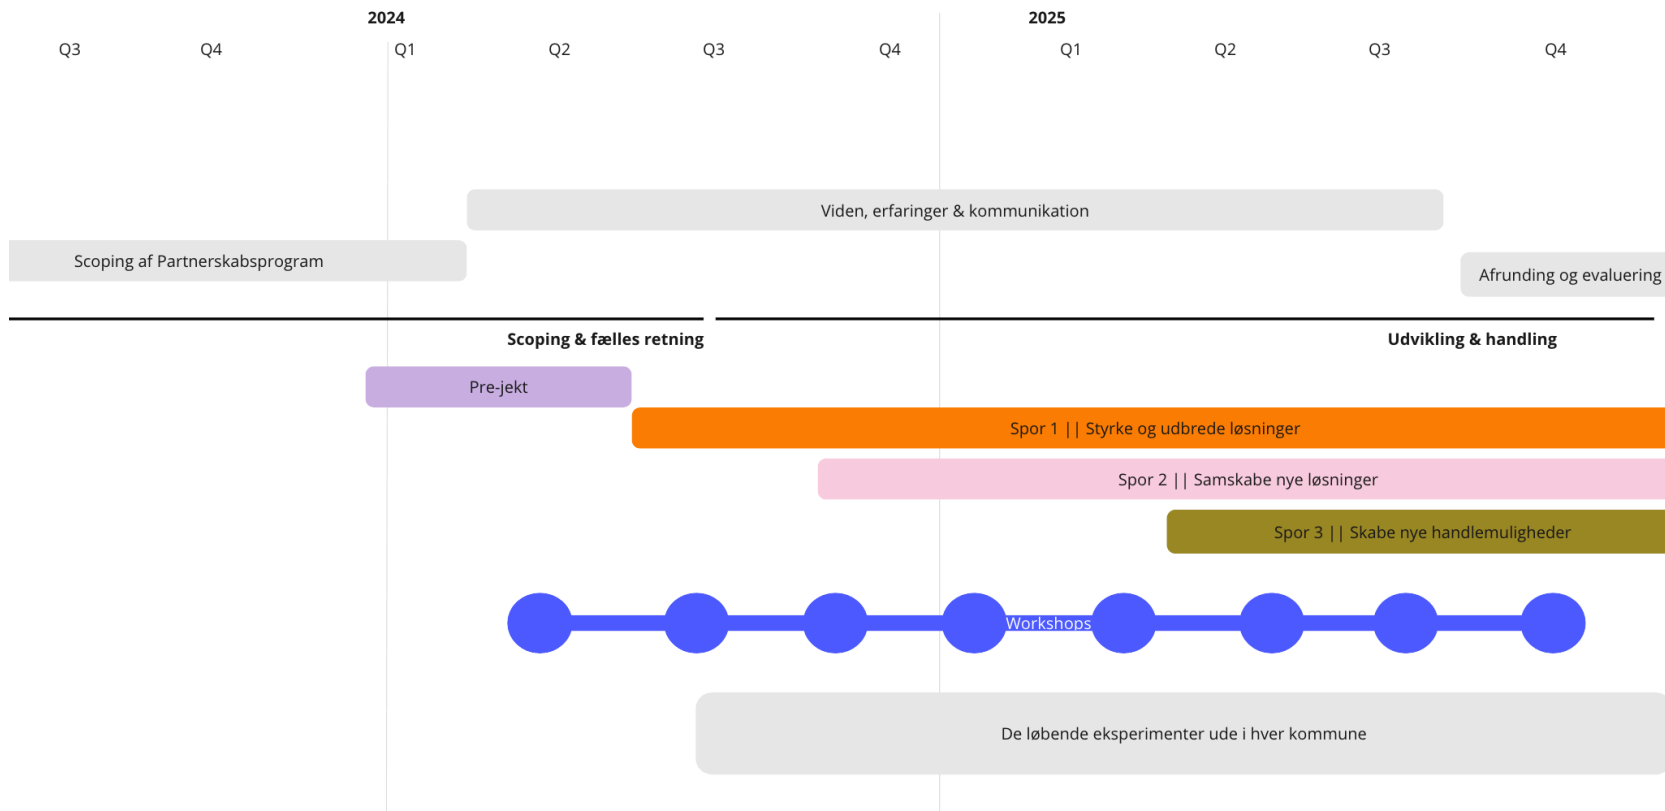 2024
2025
Q3
Q4
Q1
Q2
Q3
Q4
Q1
Q2
Q3
Q4
Viden, erfaringer & kommunikation
Scoping af Partnerskabsprogram
Afrunding og evaluering
Scoping & fælles retning
Udvikling & handling
Pre-jekt
Spor 1 || Styrke og udbrede løsninger
Spor 2 || Samskabe nye løsninger
Spor 3 || Skabe nye handlemuligheder
Workshops
De løbende eksperimenter ude i hver kommune